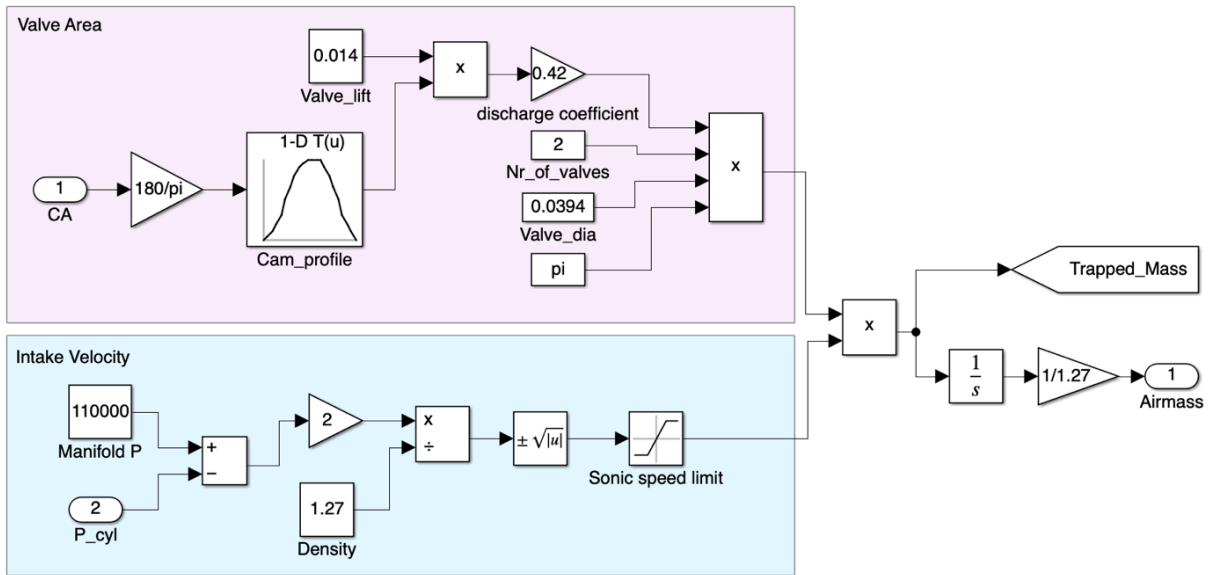 Valve Area
0.014
Valve_lift
x
0.42
discharge coefficient
1-D T(u)
1
CA
180/pi
Cam_profile
2
Nr_of_valves
0.0394
Valve_dia
pi
x
Trapped_Mass
x
1
s
1/1.27
1
Airmass
Intake Velocity
110000
Manifold P
2
P_cyl
+
−
2
x
÷
1.27
Density
± √|u|
Sonic speed limit